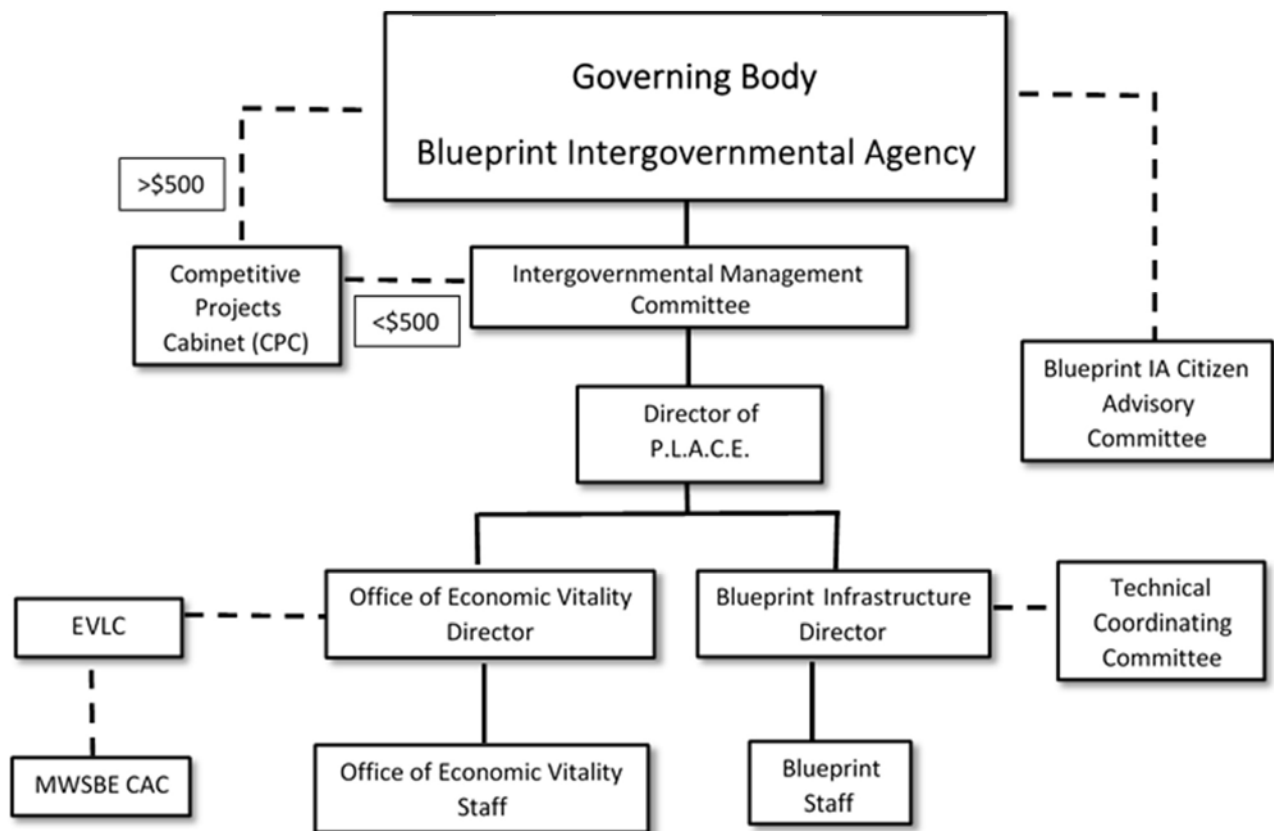 Governing Body
Blueprint Intergovernmental Agency
>$500
Competitive
Projects
Cabinet (CPC)
<$500
Intergovernmental Management
Committee
Blueprint IA Citizen
Advisory
Committee
Director of
P.L.A.C.E.
EVLC
Office of Economic Vitality
Director
Blueprint Infrastructure
Director
Technical
Coordinating
Committee
MWSBE CAC
Office of Economic Vitality
Staff
Blueprint
Staff